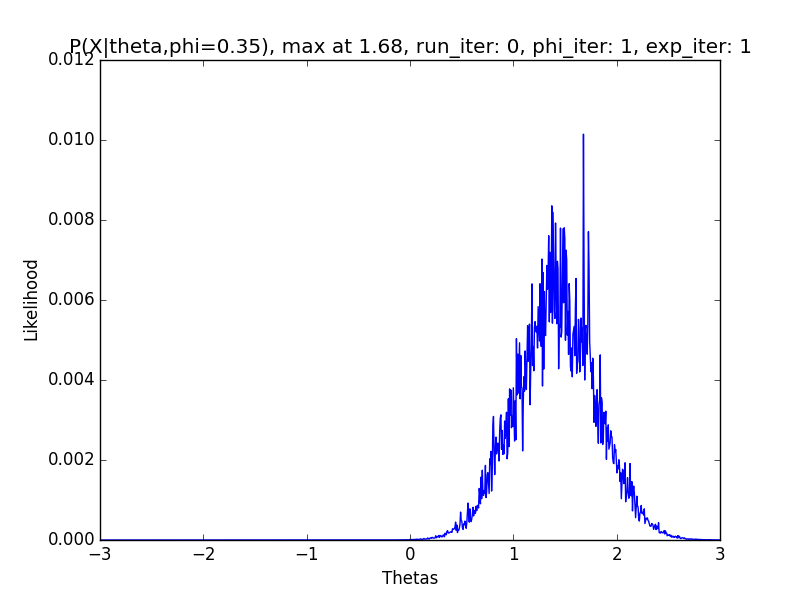 P(X|theta,phi=0.35), max at 1.68, run_iter: 0, phi_iter: 1, exp_iter: 1
0.012
0.010
0.008
0.006
0.004
0.002
0.000
Likelihood
−3 −2 −1 0 1 2 3
Thetas